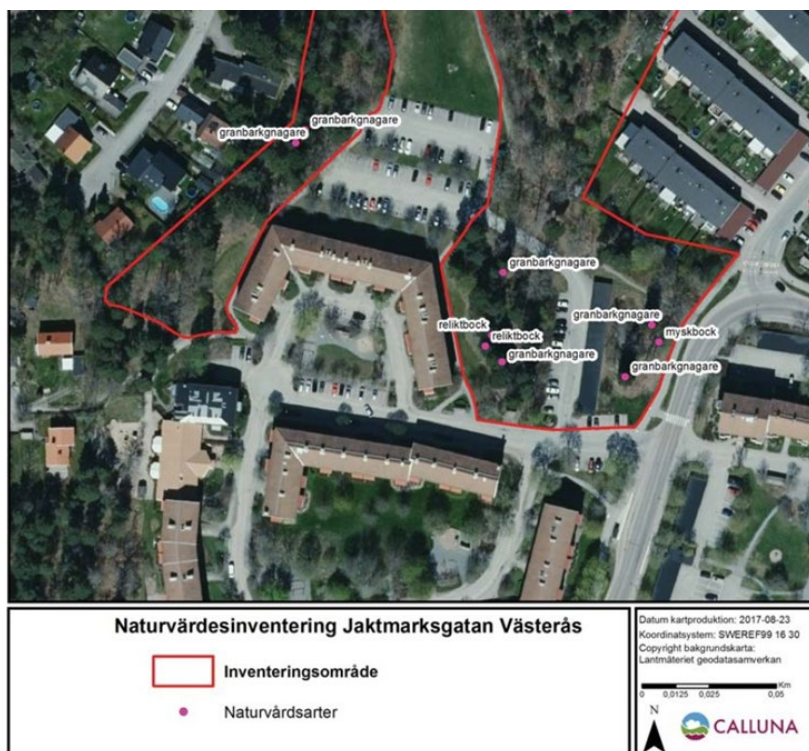 granbarkgnagare
granbarkgnagare
granbarkgnagare
granbarkgnagare
reliktbock
reliktbock
myskbock
granbarkgnagare
granbarkgnagare
Naturvärdesinventering Jaktmarksgatan Västerås
Inventeringsområde
Naturvårdsarter
Datum kartproduktion: 2017-08-23
Koordinatsystem: SWEREF99 16 30
Copyright bakgrundskarta:
Lantmäteriet geodatasamverkan
Km
0 0,0125 0,025 0,05
N
CALLUNA